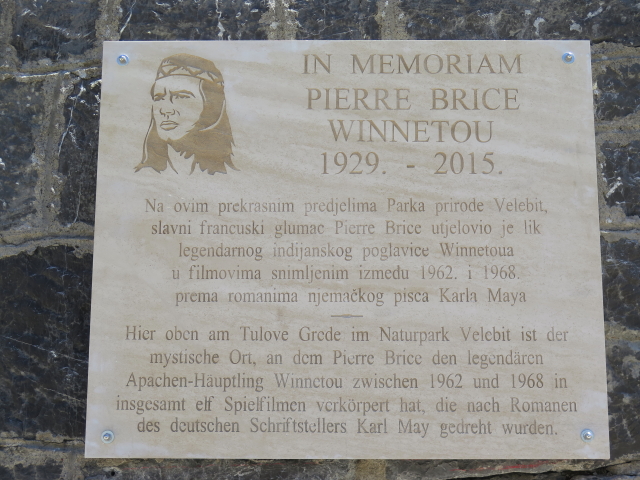 IN MEMORIAM
PIERRE BRICE
WINNETOU
1929. - 2015.
Na ovim prekrasnim predjelima Parka prirode Velebit,
slavni francuski glumac Pierre Brice utjelovio je lik
legendarnog indijanskog poglavice Winnetoua
u filmovima snimljenim između 1962. i 1968.
prema romanima njemačkog pisca Karla Maya
Hier oben am Tulove Grede im Naturpark Velebit ist der
mystische Ort, an dem Pierre Brice den legendären
Apachen-Häuptling Winnetou zwischen 1962 und 1968 in
insgesamt elf Spielfilmen verkörpert hat, die nach Romanen
des deutschen Schriftstellers Karl May gedreht wurden.